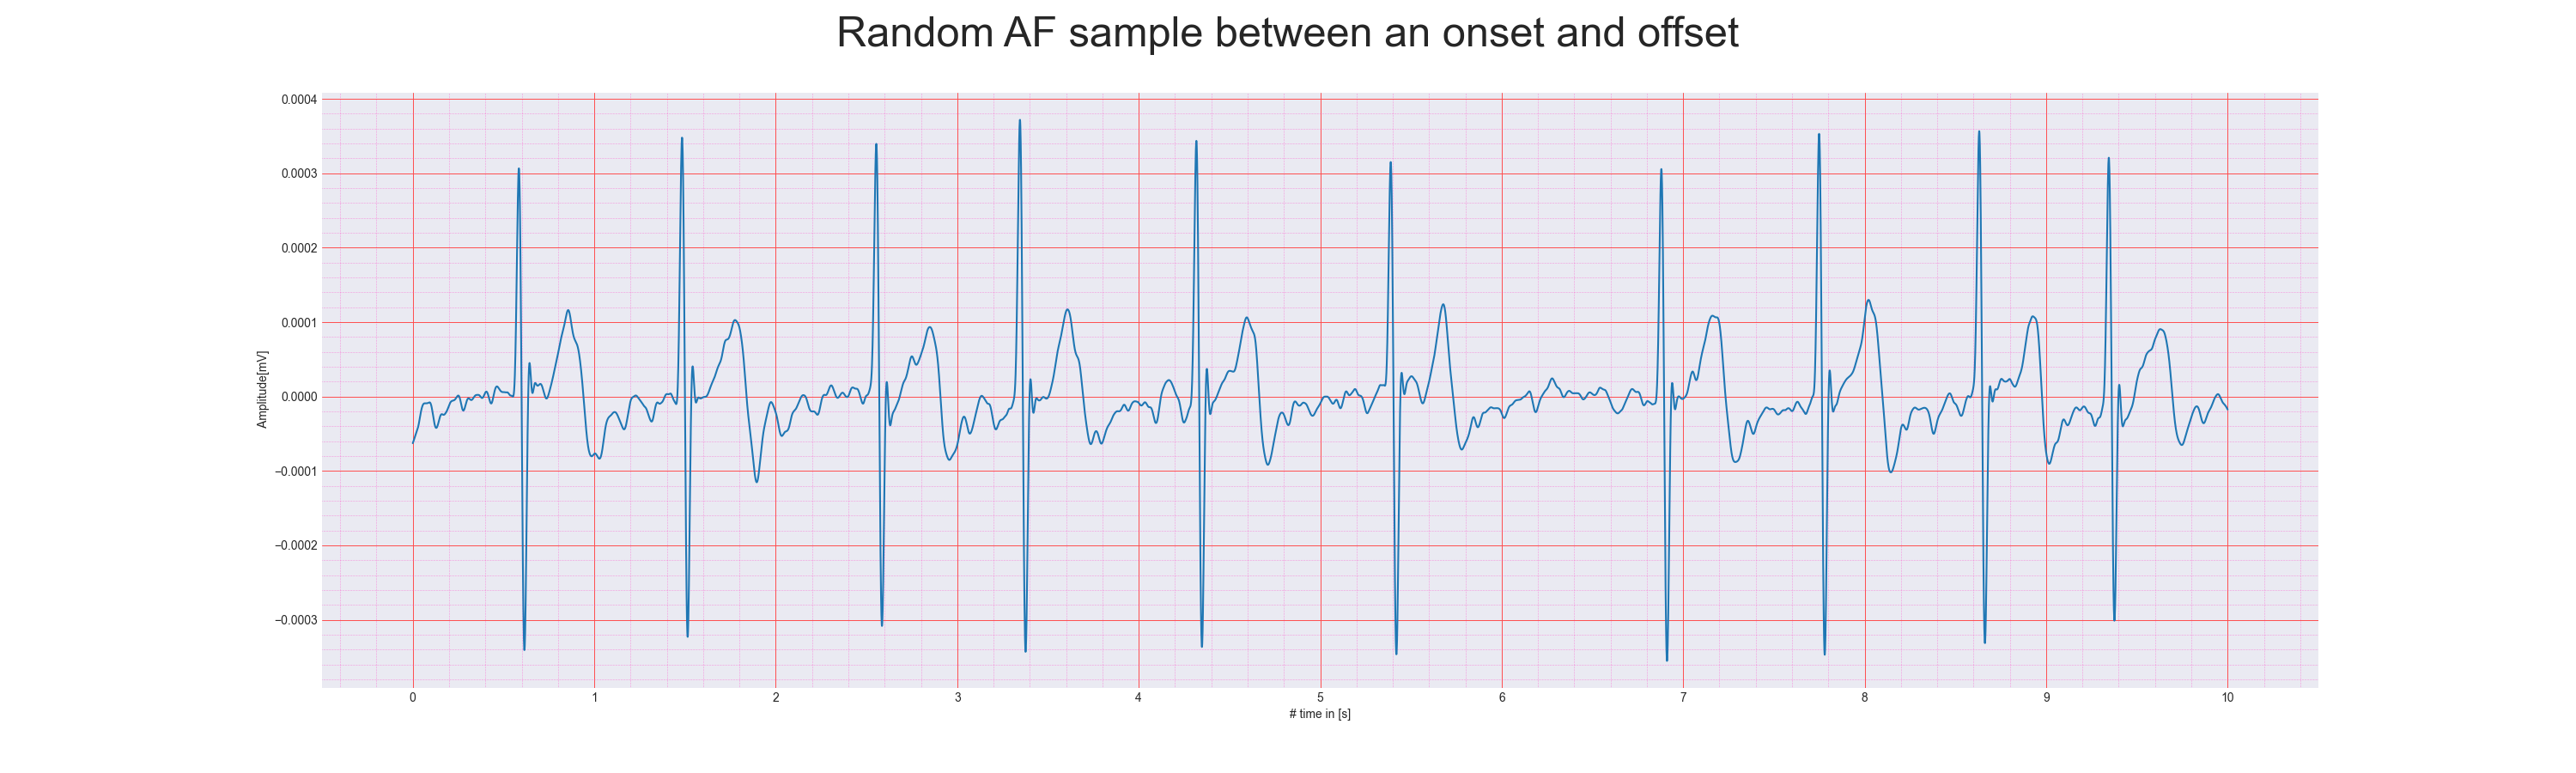 Random AF sample between an onset and offset
0.0004
0.0003
0.0002
0.0001
0.0000
−0.0001
−0.0002
−0.0003
Amplitude[mV]
0 1 2 3 4 5 6 7 8 9 10
# time in [s]